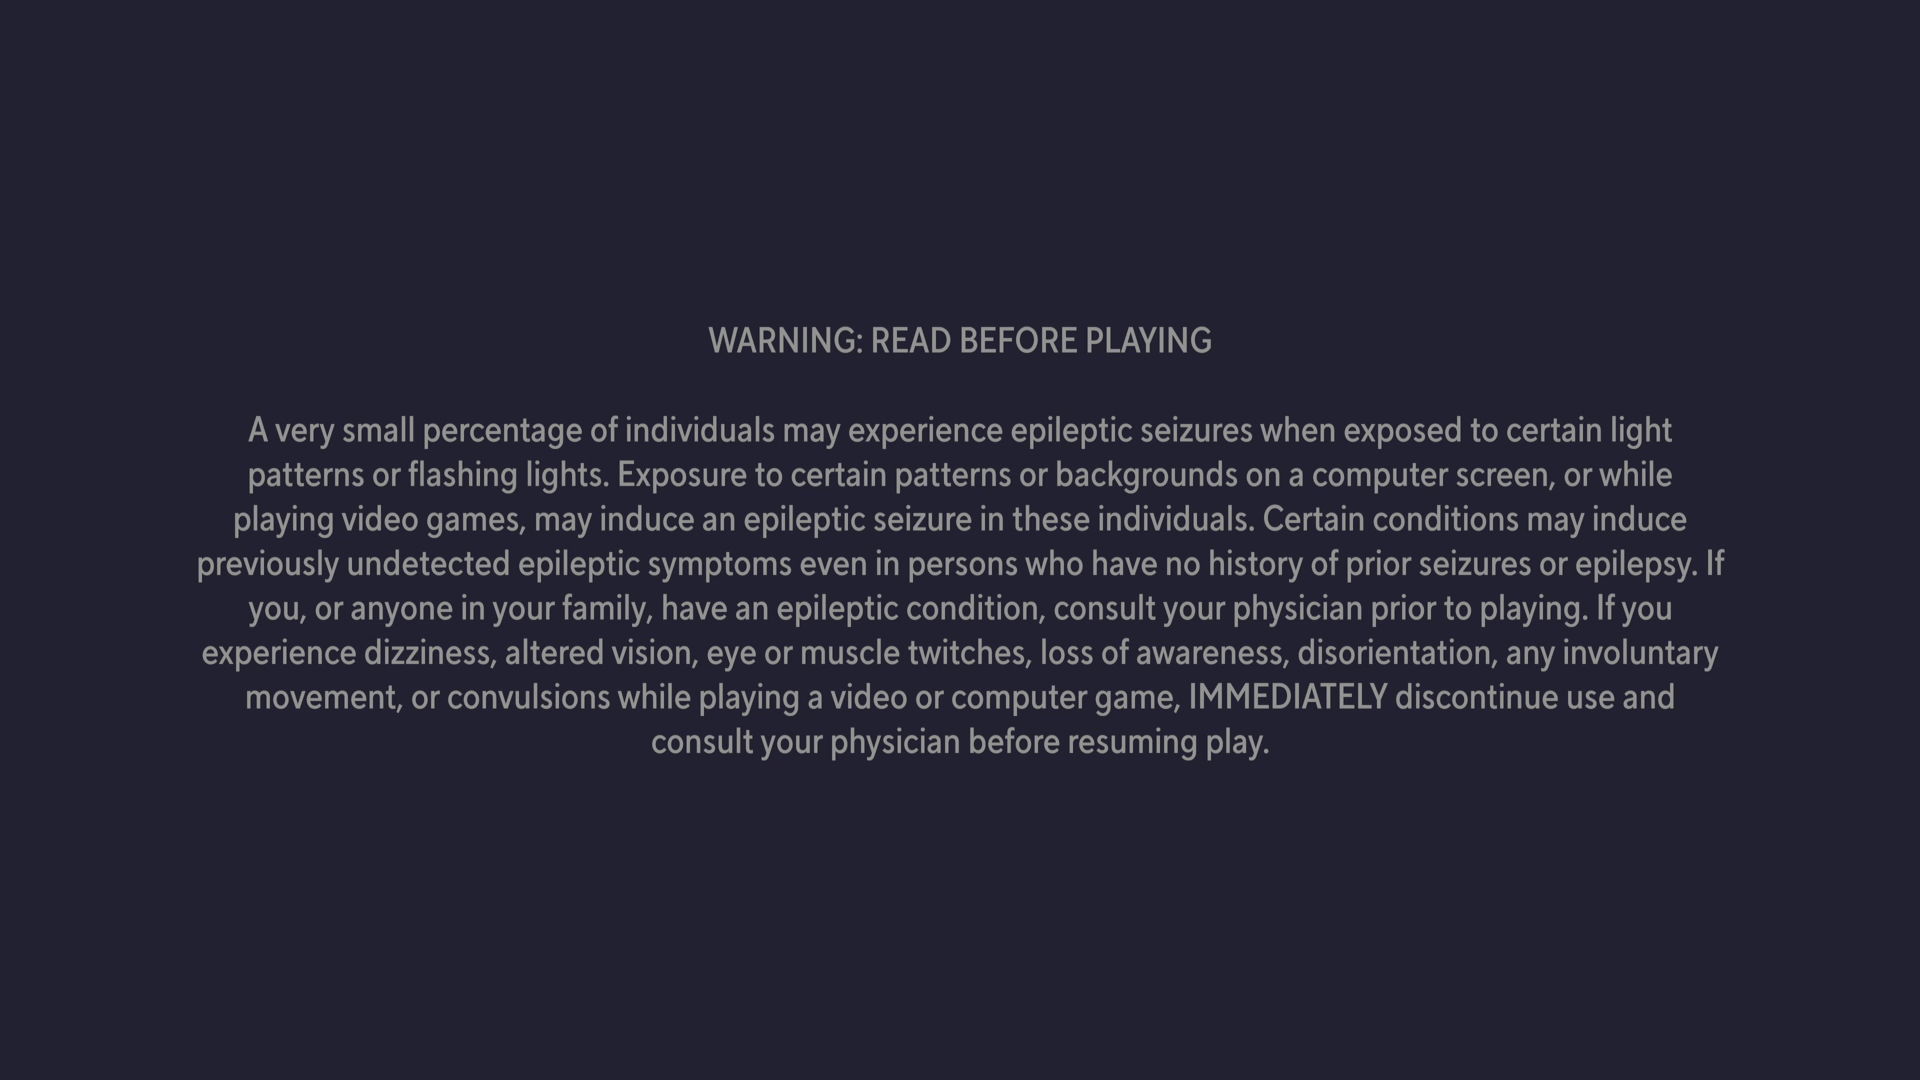 WARNING: READ BEFORE PLAYING
A very small percentage of individuals may experience epileptic seizures when exposed to certain light
patterns or flashing lights. Exposure to certain patterns or backgrounds on a computer screen, or while
playing video games, may induce an epileptic seizure in these individuals. Certain conditions may induce
previously undetected epileptic symptoms even in persons who have no history of prior seizures or epilepsy. If
you, or anyone in your family, have an epileptic condition, consult your physician prior to playing. If you
experience dizziness, altered vision, eye or muscle twitches, loss of awareness, disorientation, any involuntary
movement, or convulsions while playing a video or computer game, IMMEDIATELY discontinue use and
consult your physician before resuming play.